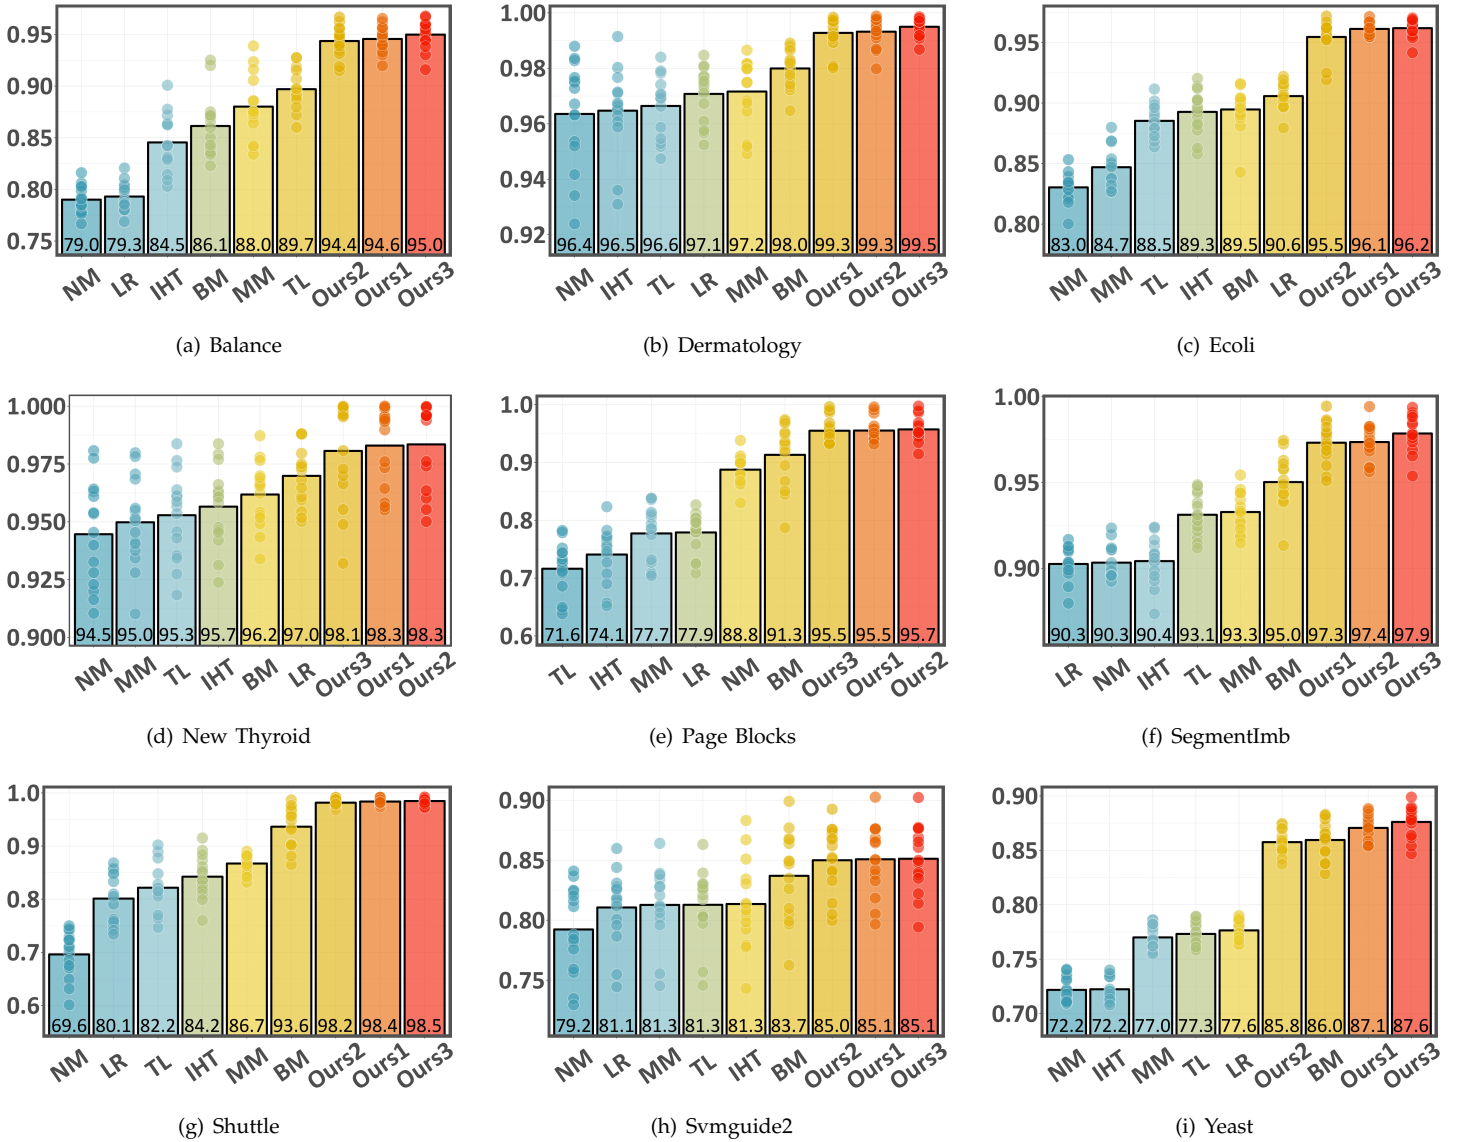 0.95
0.90
0.85
0.80
0.75
79.0 79.3 84.5 86.1 88.0 89.7 94.4 94.6 95.0
NM LR IHT BM MM TL Ours2 Ours1 Ours3
(a) Balance
1.00
0.98
0.96
0.94
0.92
96.4 96.5 96.6 97.1 97.2 98.0 99.3 99.3 99.5
NM IHT TL LR MM BM Ours1 Ours2 Ours3
(b) Dermatology
0.95
0.90
0.85
0.80
83.0 84.7 88.5 89.3 89.5 90.6 95.5 96.1 96.2
NM MM TL IHT BM LR Ours2 Ours1 Ours3
(c) Ecoli
1.000
0.975
0.950
0.925
0.900
94.5 95.0 95.3 95.7 96.2 97.0 98.1 98.3 98.3
NM MM TL IHT BM LR Ours3 Ours1 Ours2
(d) New Thyroid
1.0
0.9
0.8
0.7
0.6
71.6 74.1 77.7 77.9 88.8 91.3 95.5 95.5 95.7
TL IHT MM LR NM BM Ours3 Ours1 Ours2
(e) Page Blocks
1.00
0.95
0.90
90.3 90.3 90.4 93.1 93.3 95.0 97.3 97.4 97.9
LR NM IHT TL MM BM Ours1 Ours2 Ours3
(f) SegmentImb
1.0
0.9
0.8
0.7
0.6
69.6 80.1 82.2 84.2 86.7 93.6 98.2 98.4 98.5
NM LR TL IHT MM BM Ours2 Ours1 Ours3
(g) Shuttle
0.90
0.85
0.80
0.75
79.2 81.1 81.3 81.3 81.3 83.7 85.0 85.1 85.1
NM LR MM TL IHT BM Ours2 Ours1 Ours3
(h) Svmguide2
0.90
0.85
0.80
0.75
0.70
72.2 72.2 77.0 77.3 77.6 85.8 86.0 87.1 87.6
NM IHT MM TL LR Ours2 BM Ours1 Ours3
(i) Yeast